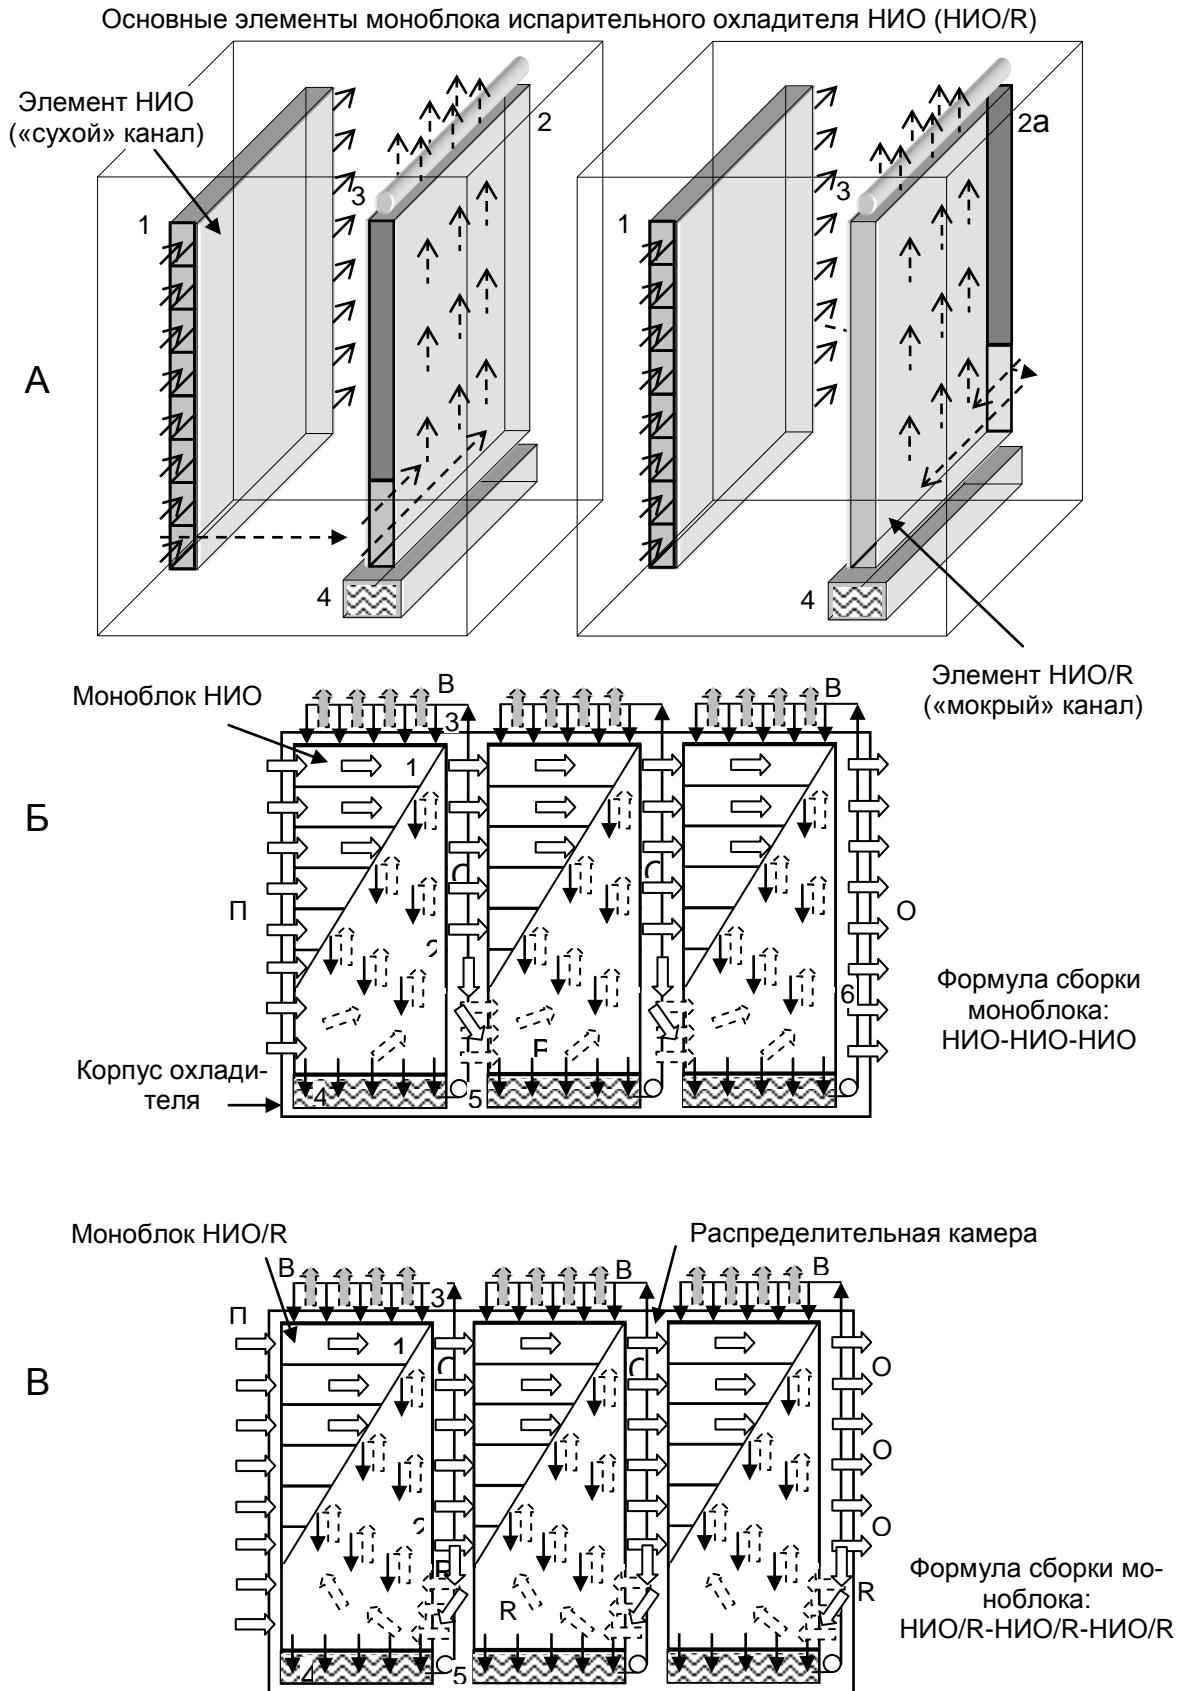 Основные элементы моноблока испарительного охладителя НИО (НИО/R)
Элемент НИО
(«сухой» канал)
1
3
2
4
1
3
2а
4
А
Элемент НИО/R
(«мокрый» канал)
Моноблок НИО
В
В
3
1
Б
П
О
6
Формула сборки
моноблока:
НИО-НИО-НИО
Корпус охлади-
теля
4
5
Моноблок НИО/R
Распределительная камера
В
В
В
3
П
1
О
В
О
О
R
R
Формула сборки мо-
ноблока:
НИО/R-НИО/R-НИО/R
4
5